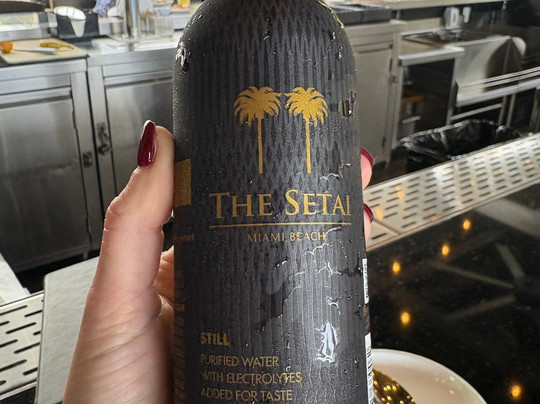 THE SETAI
MIAMI BEACH
STILL
PURIFIED WATER
WITH ELECTROLYTES
ADDED FOR TASTE